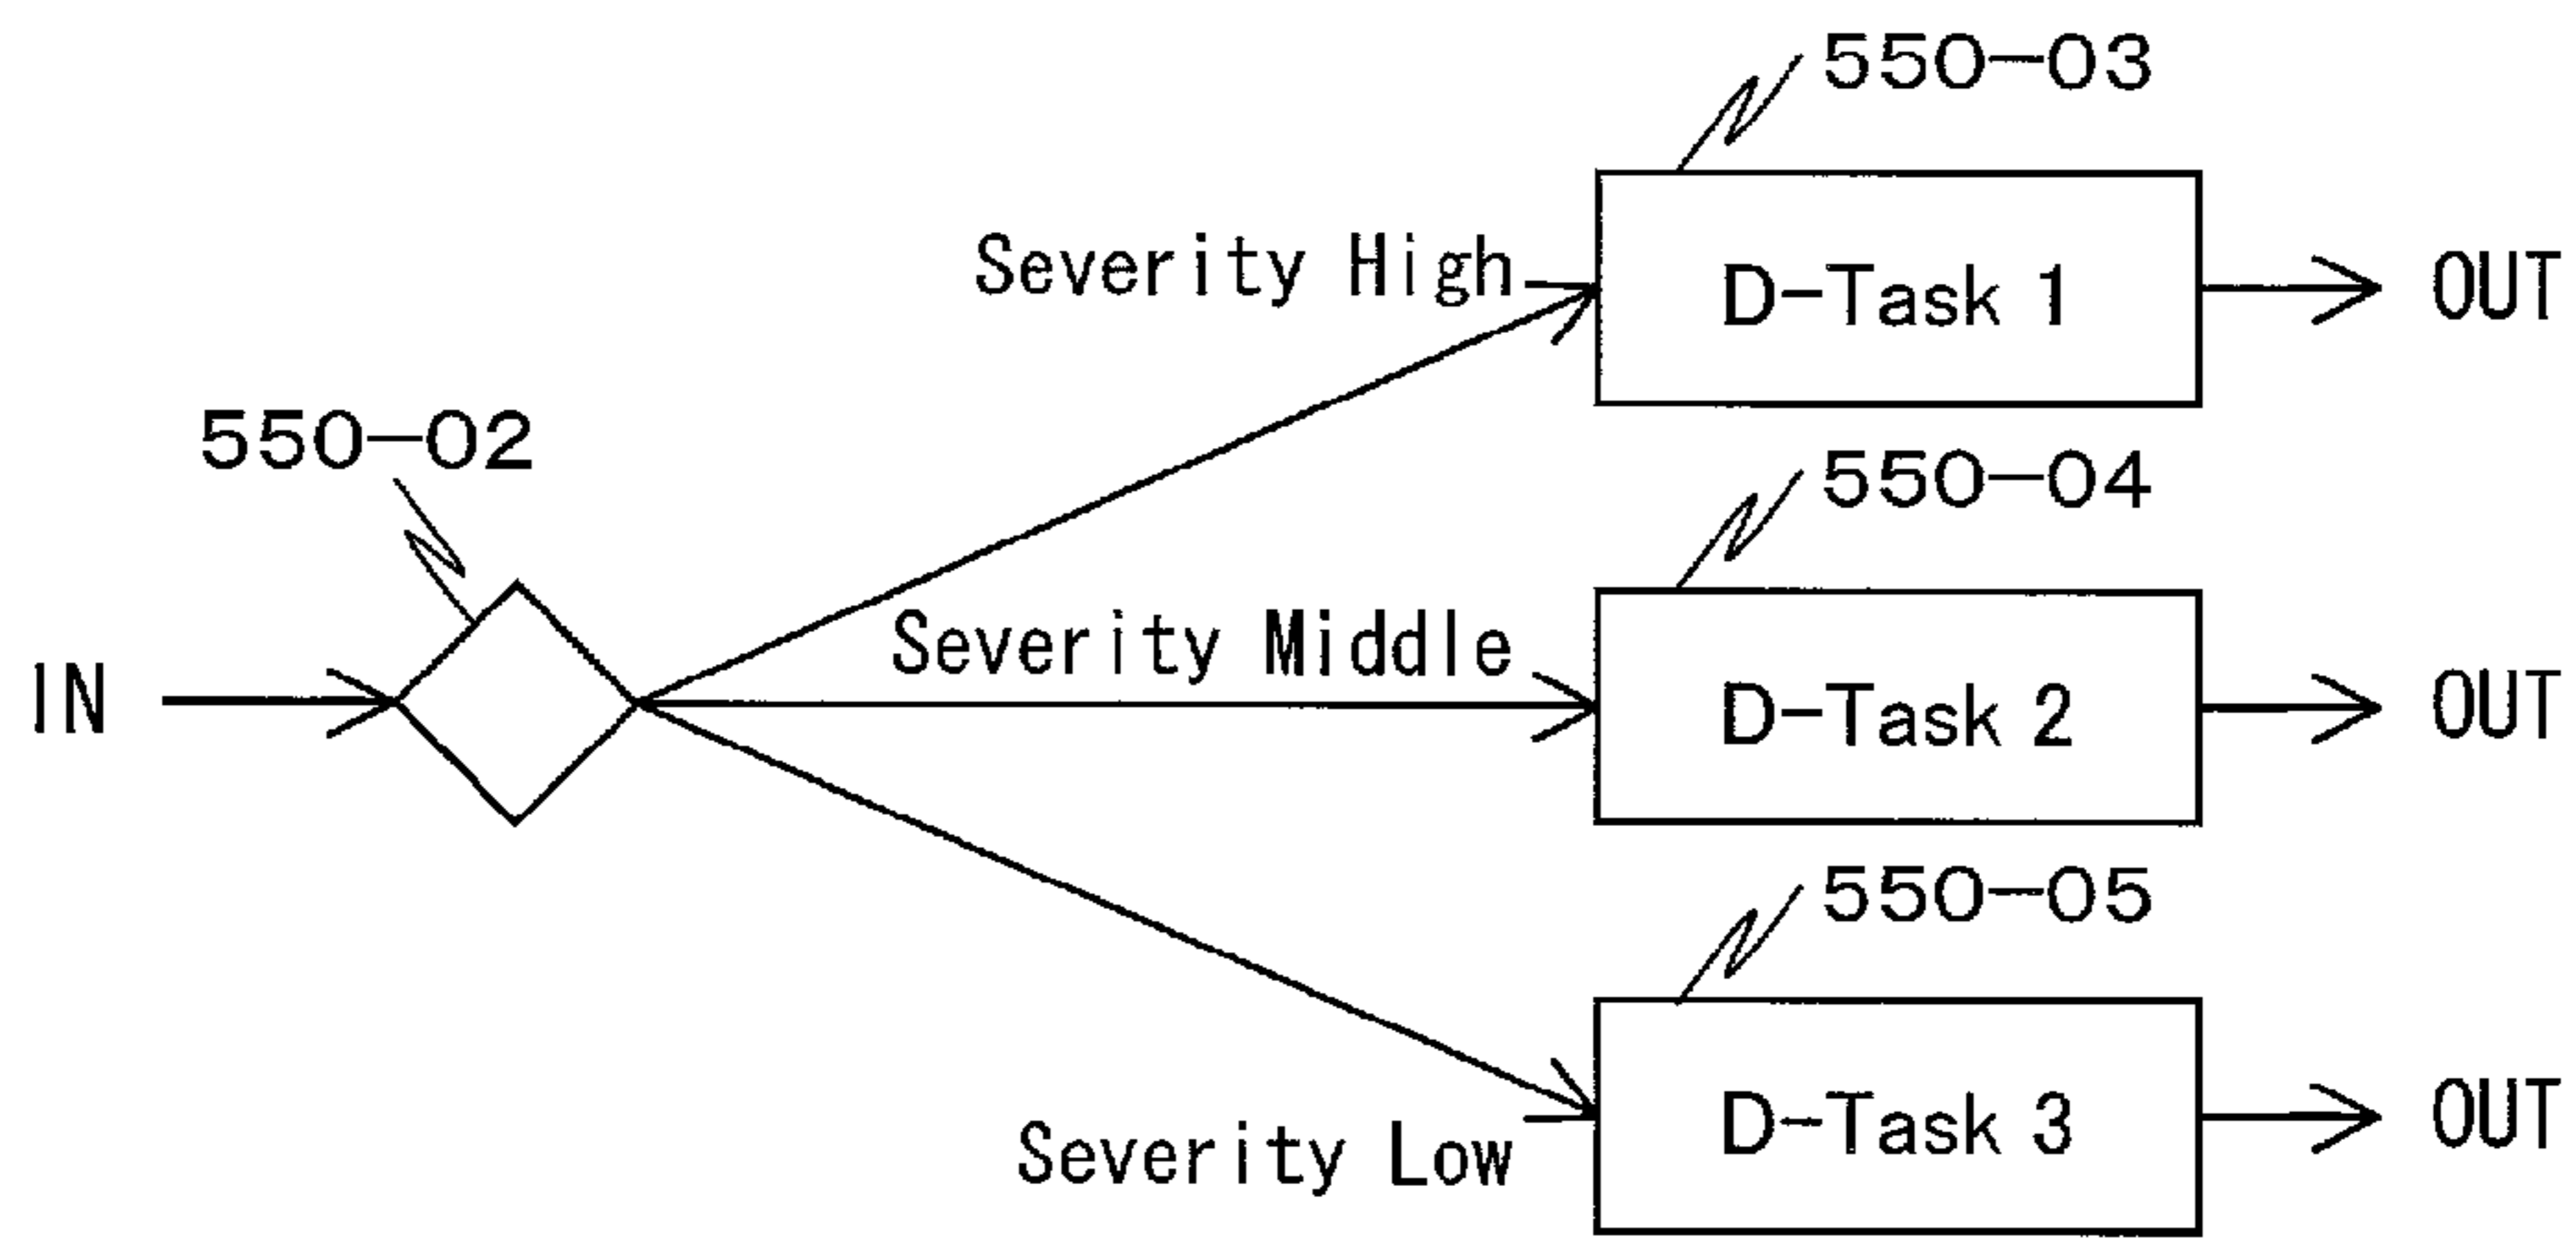 550-03
Severity High
D-Task 1
OUT
550-02
550-04
Severity Middle
IN
D-Task 2
OUT
550-05
D-Task 3
OUT
Severity Low